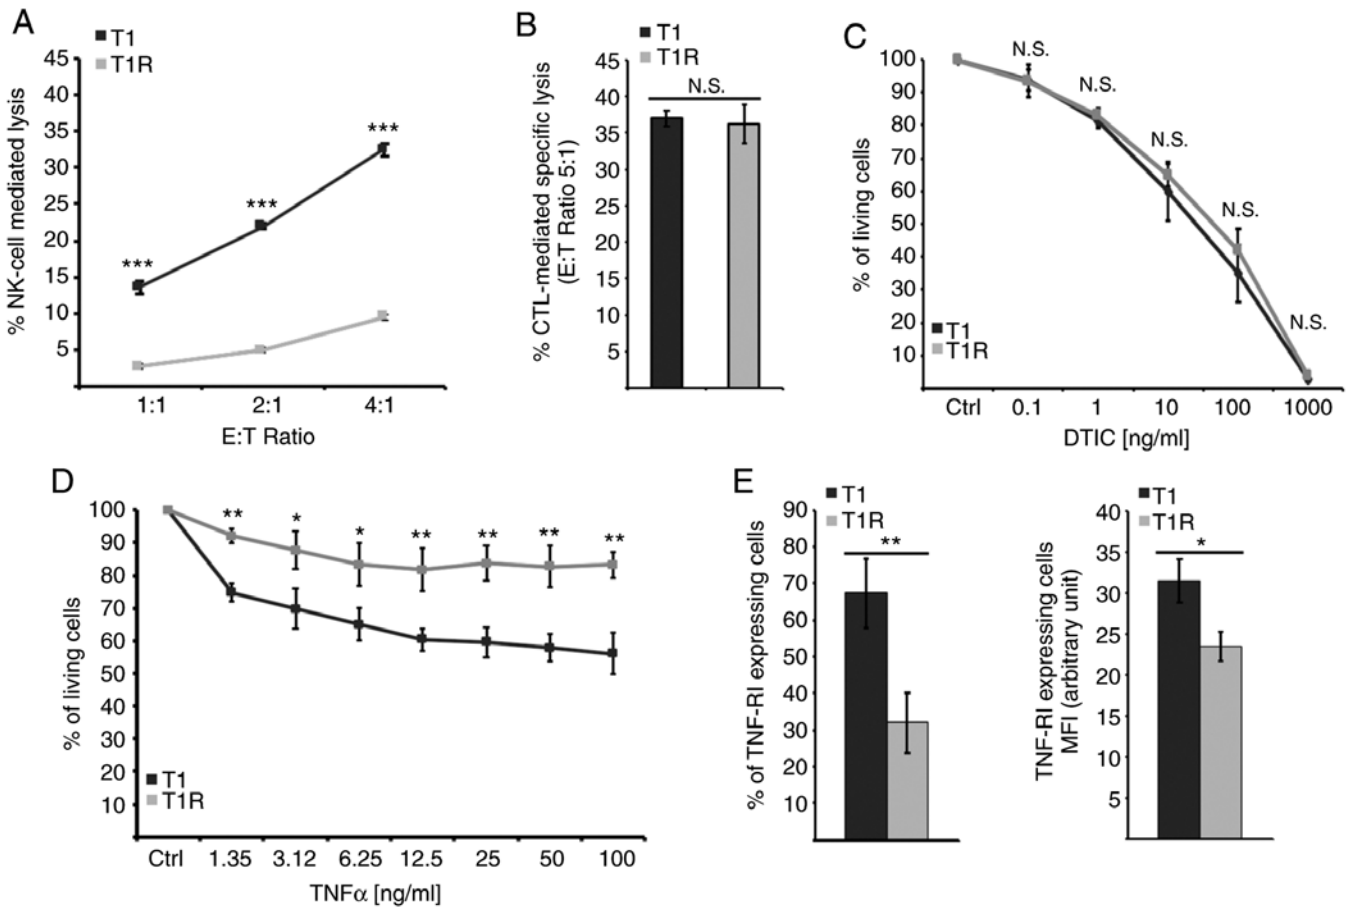 A
T1
T1R
% NK-cell mediated lysis
45
40
35
30
25
20
15
10
5
***
***
***
1:1 2:1 4:1
E:T Ratio
B
T1
T1R
% CTL-mediated specific lysis
(E:T Ratio 5:1)
45
40
35
30
25
20
15
10
5
N.S.
C
% of living cells
100
90
80
70
60
50
40
30
20
10
N.S.
N.S.
N.S.
N.S.
N.S.
T1
T1R
Ctrl 0.1 1 10 100 1000
DTIC [ng/ml]
D
% of living cells
100
90
80
70
60
50
40
30
20
10
** * * ** ** ** **
T1
T1R
Ctrl 1.35 3.12 6.25 12.5 25 50 100
TNFα [ng/ml]
E
T1
T1R
% of TNF-RI expressing cells
90
80
70
60
50
40
30
20
10
**
T1
T1R
TNF-RI expressing cells
MFI (arbitrary unit)
40
35
30
25
20
15
10
5
*